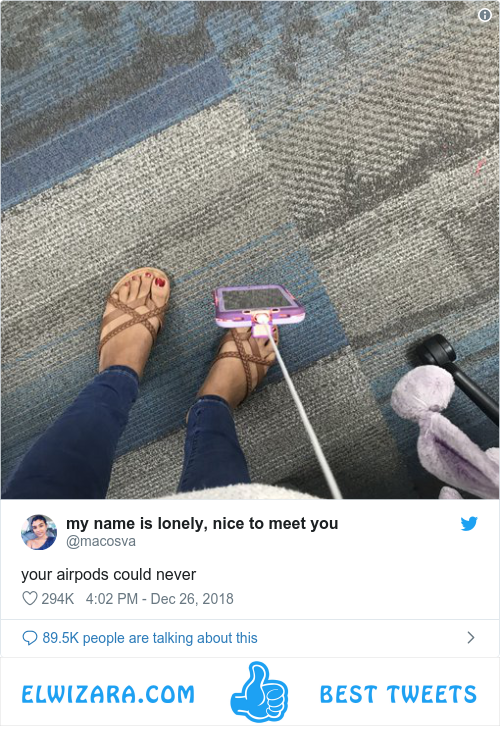 my name is lonely, nice to meet you
@macosva
your airpods could never
294K 4:02 PM - Dec 26, 2018
89.5K people are talking about this
ELWIZARA.COM BEST TWEETS